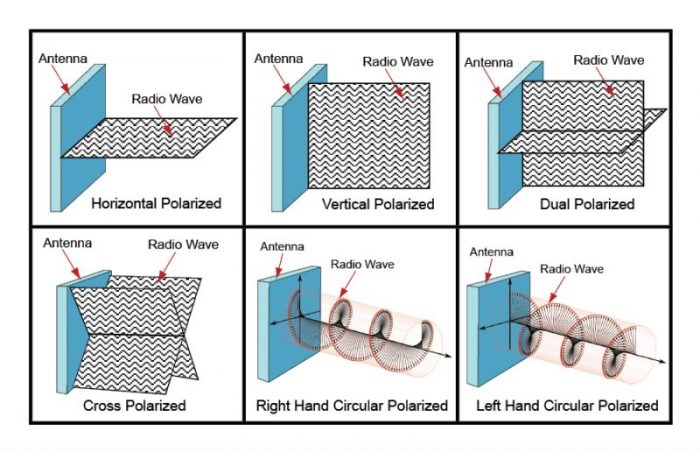 Antenna
Radio Wave
Horizontal Polarized
Antenna
Radio Wave
Vertical Polarized
Antenna
Radio Wave
Dual Polarized
Antenna
Radio Wave
Cross Polarized
Antenna
Radio Wave
Right Hand Circular Polarized
Antenna
Radio Wave
Left Hand Circular Polarized